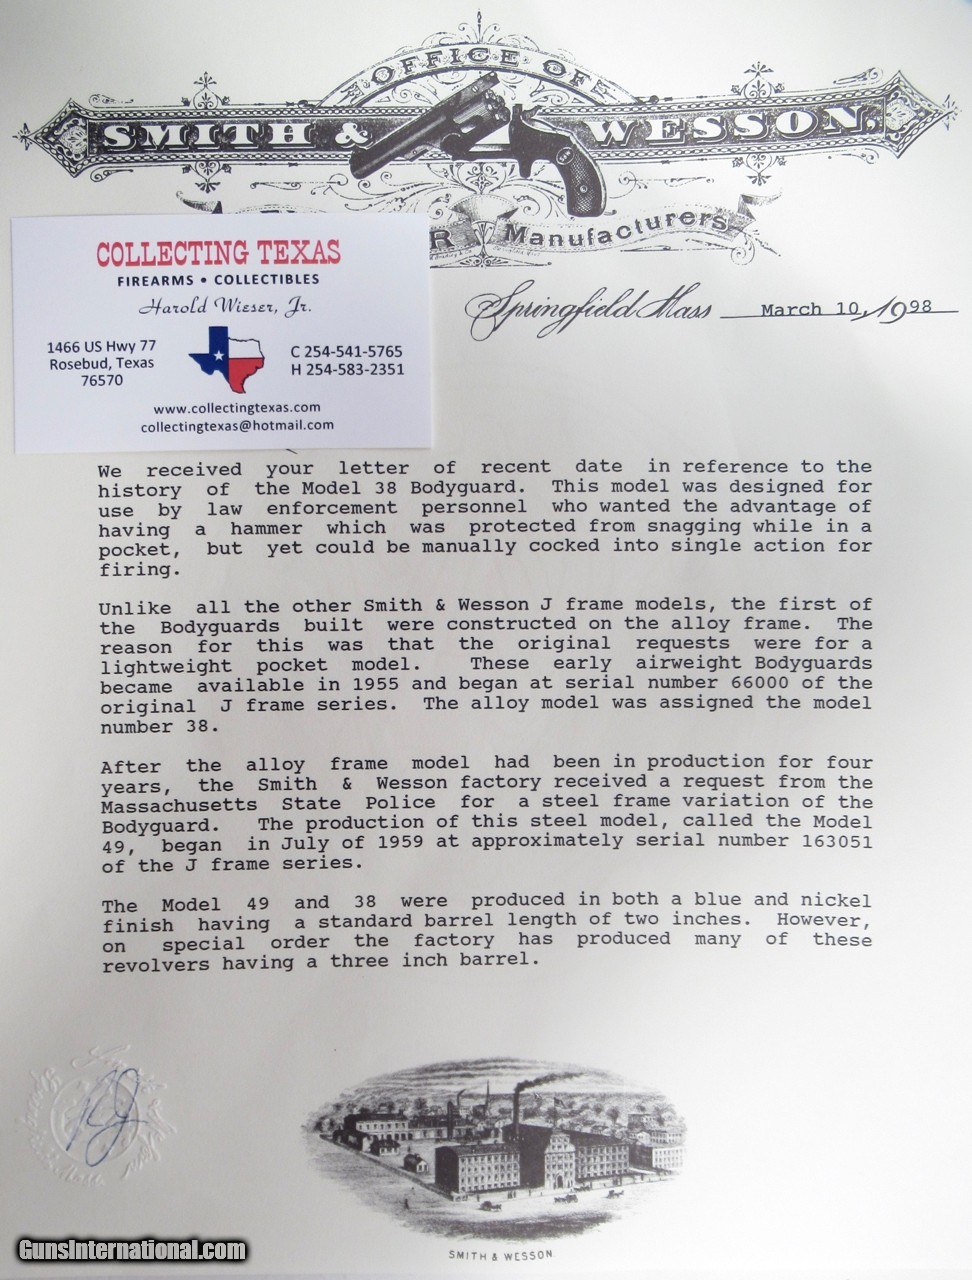 OFFICE OF
SMITH & WESSON.
R Manufacturers
COLLECTING TEXAS
FIREARMS • COLLECTIBLES
Harold Wieser, Jr.
1466 US Hwy 77
Rosebud, Texas
76570
C 254-541-5765
H 254-583-2351
www.collectingtexas.com
collectingtexas@hotmail.com
Springfield Mass March 10, 1998
We received your letter of recent date in reference to the
history of the Model 38 Bodyguard. This model was designed for
use by law enforcement personnel who wanted the advantage of
having a hammer which was protected from snagging while in a
pocket, but yet could be manually cocked into single action for
firing.
Unlike all the other Smith & Wesson J frame models, the first of
the Bodyguards built were constructed on the alloy frame. The
reason for this was that the original requests were for a
lightweight pocket model. These early airweight Bodyguards
became available in 1955 and began at serial number 66000 of the
original J frame series. The alloy model was assigned the model
number 38.
After the alloy frame model had been in production for four
years, the Smith & Wesson factory received a request from the
Massachusetts State Police for a steel frame variation of the
Bodyguard. The production of this steel model, called the Model
49, began in July of 1959 at approximately serial number 163051
of the J frame series.
The Model 49 and 38 were produced in both a blue and nickel
finish having a standard barrel length of two inches. However,
on special order the factory has produced many of these
revolvers having a three inch barrel.
SMITH & WESSON
GunsInternational.com